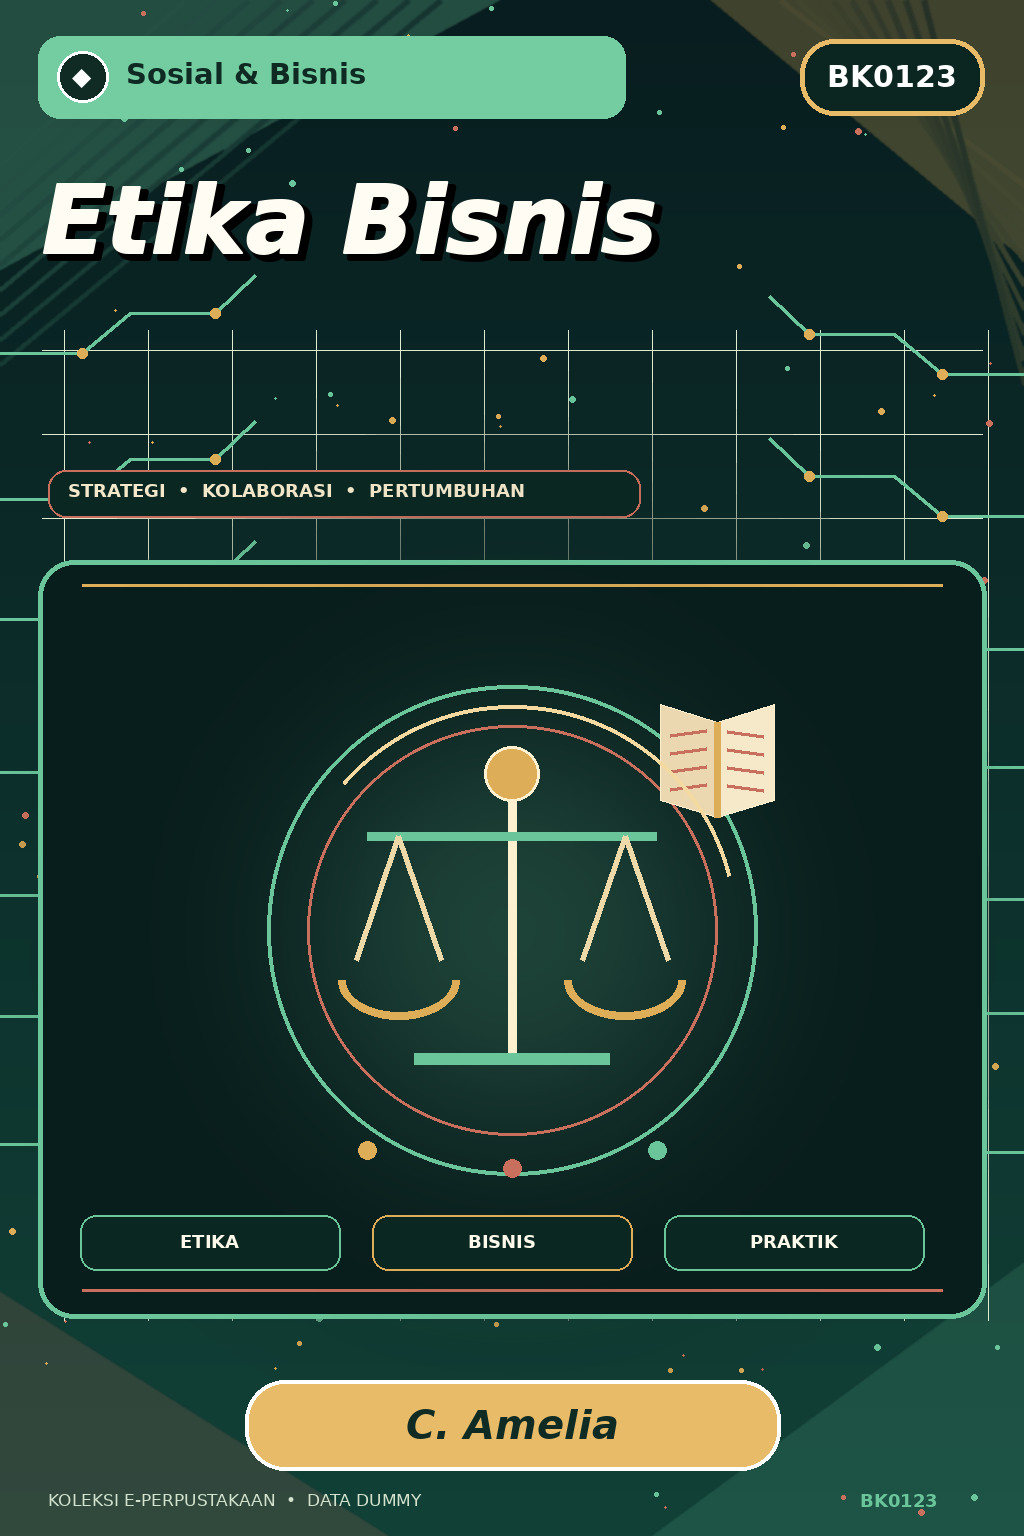 Sosial & Bisnis
BK0123
Etika Bisnis
STRATEGI • KOLABORASI • PERTUMBUHAN
ETIKA
BISNIS
PRAKTIK
C. Amelia
KOLEKSI E-PERPUSTAKAAN • DATA DUMMY
BK0123